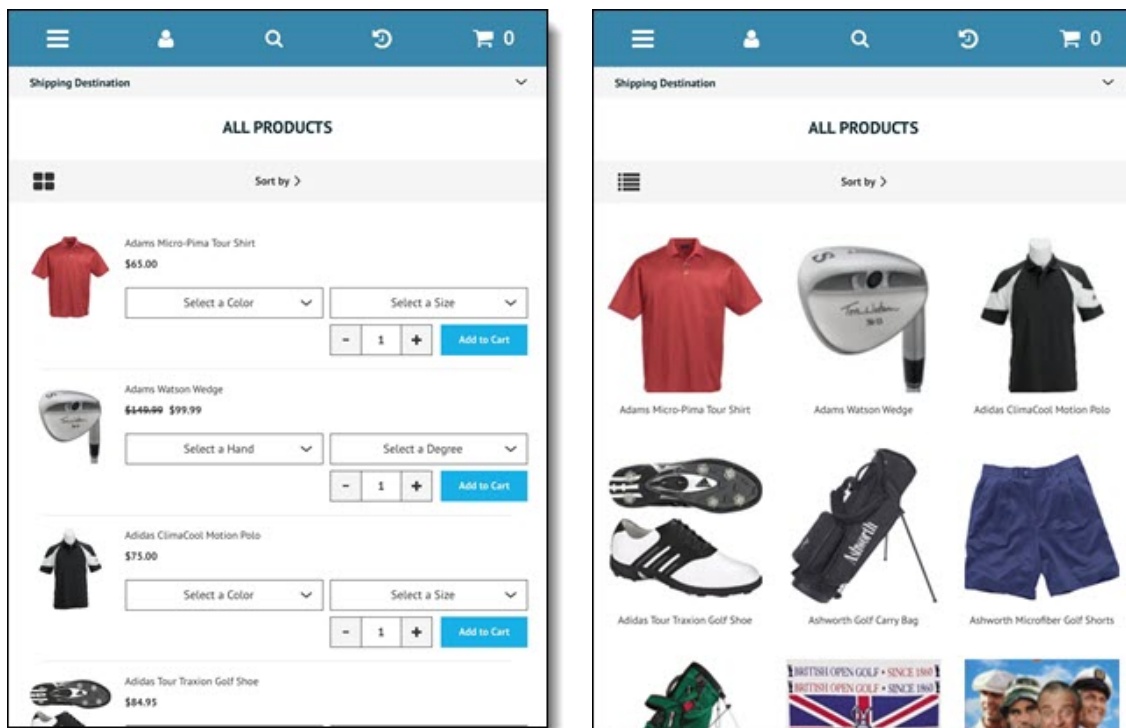 0
Shipping Destination
ALL PRODUCTS
Sort by >
Adams Micro-Pima Tour Shirt
$65.00
Select a Color
Select a Size
- 1 +
Add to Cart
Adams Watson Wedge
$149.99 $99.99
Select a Hand
Select a Degree
- 1 +
Add to Cart
Adidas ClimaCool Motion Polo
$75.00
Select a Color
Select a Size
- 1 +
Add to Cart
Adidas Tour Traxion Golf Shoe
$84.95
0
Shipping Destination
ALL PRODUCTS
Sort by >
Tom Watson
Adams Micro-Pima Tour Shirt
Adams Watson Wedge
Adidas ClimaCool Motion Polo
Ashworth
Adidas Tour Traxion Golf Shoe
Ashworth Golf Carry Bag
Ashworth Microfiber Golf Shorts
BRITISH OPEN GOLF • SINCE 1860
BRITISH OPEN GOLF • SINCE 1860